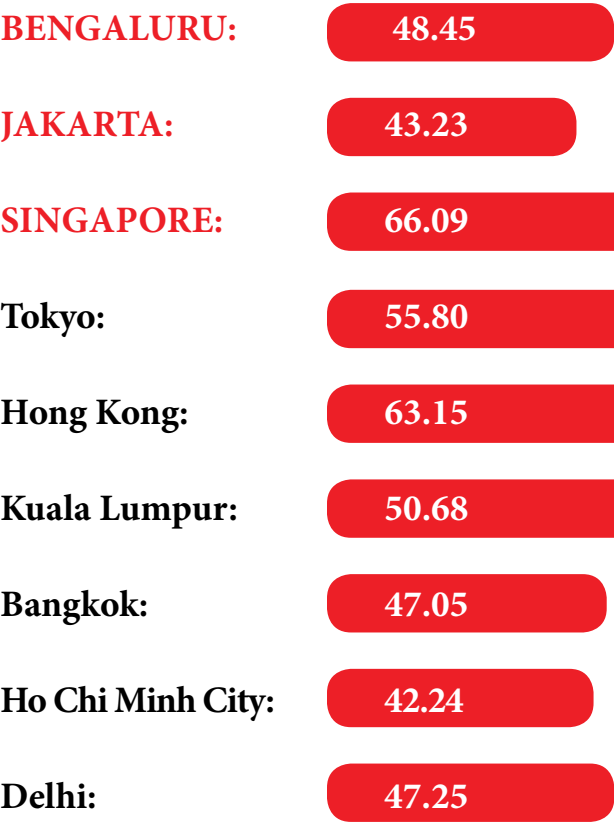 BENGALURU: 48.45
JAKARTA: 43.23
SINGAPORE: 66.09
Tokyo: 55.80
Hong Kong: 63.15
Kuala Lumpur: 50.68
Bangkok: 47.05
Ho Chi Minh City: 42.24
Delhi: 47.25